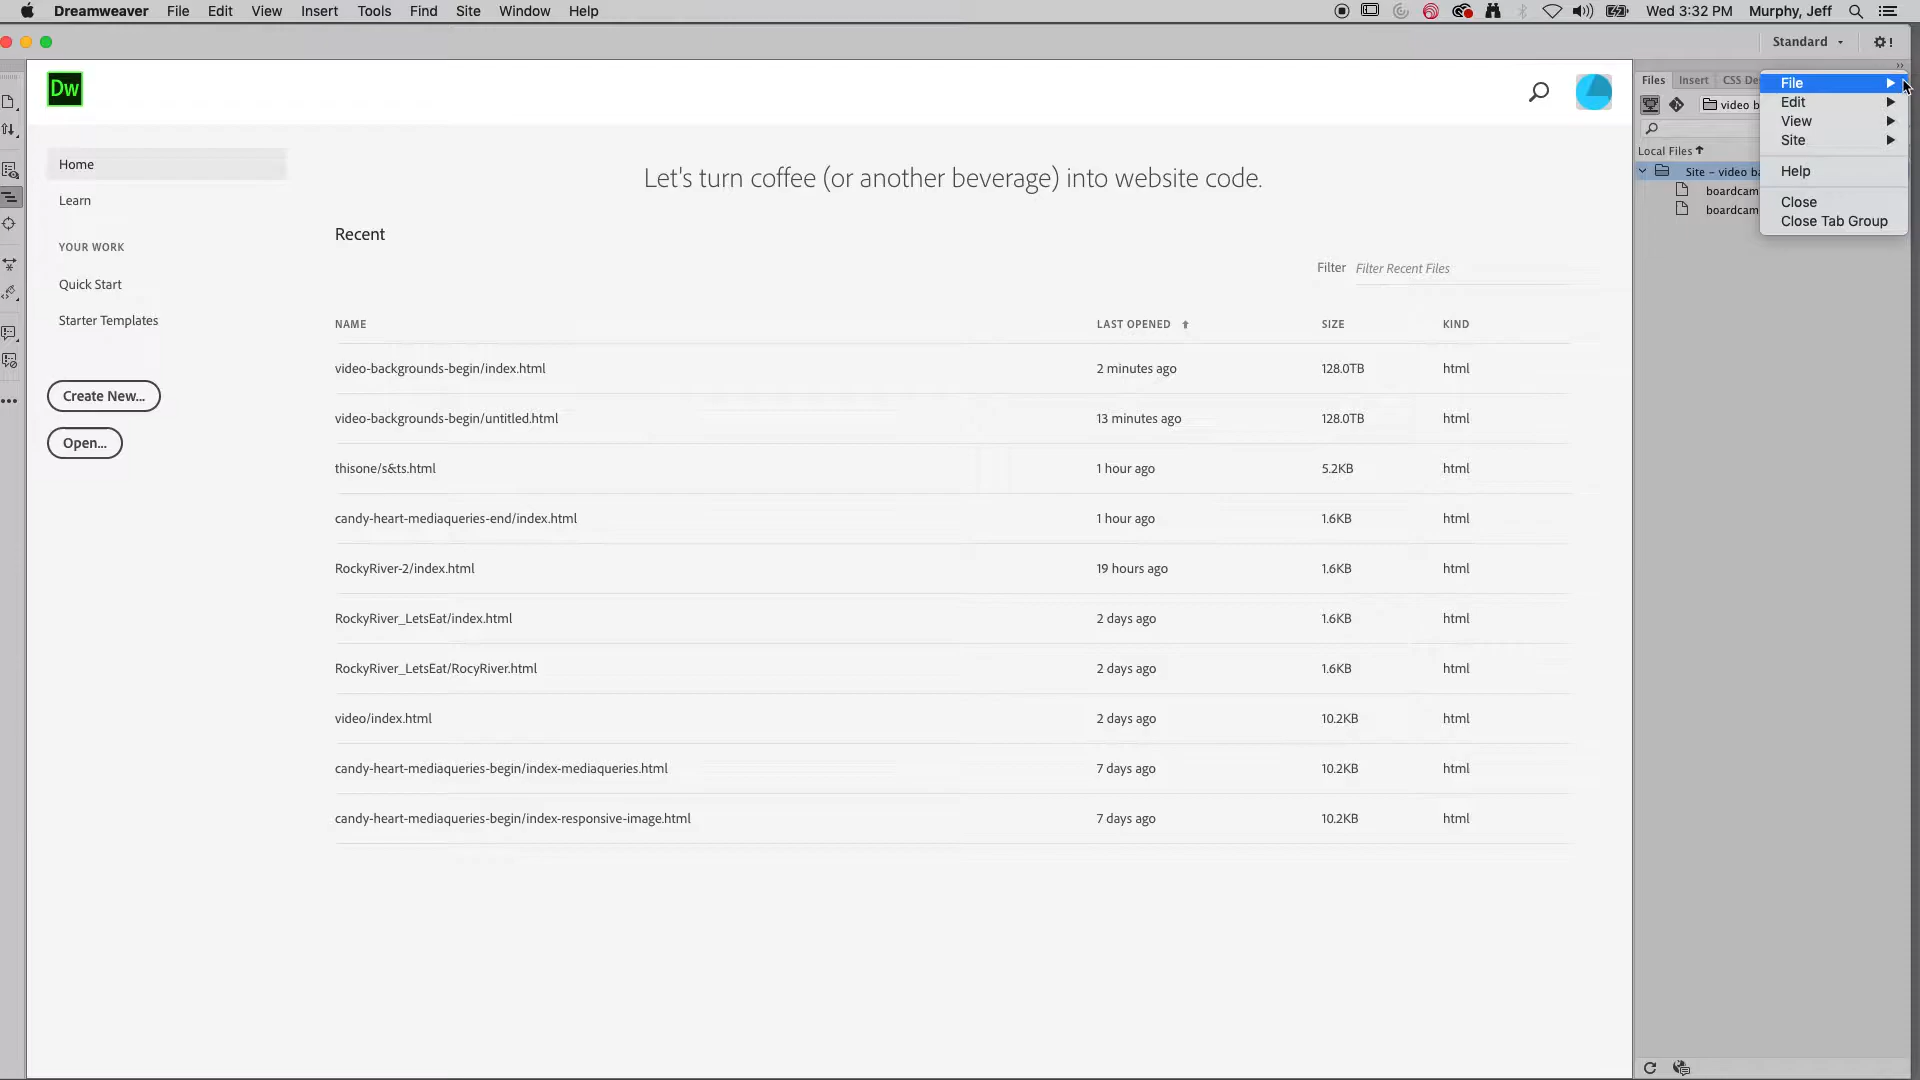 Dreamweaver File Edit View Insert Tools Find Site Window Help Wed 3:32 PM Murphy, Jeff
Standard !
Dw
Files Insert CSS De
File
Edit
View
Site
Help
Close
Close Tab Group
video b
Local Files
Site – video ba
boardcam
boardcam
Home
Learn
YOUR WORK
Quick Start
Starter Templates
Create New...
Open...
Let's turn coffee (or another beverage) into website code.
Recent
Filter Filter Recent Files
NAME LAST OPENED SIZE KIND
video-backgrounds-begin/index.html 2 minutes ago 128.0TB html
video-backgrounds-begin/untitled.html 13 minutes ago 128.0TB html
thisone/s&ts.html 1 hour ago 5.2KB html
candy-heart-mediaqueries-end/index.html 1 hour ago 1.6KB html
RockyRiver-2/index.html 19 hours ago 1.6KB html
RockyRiver_LetsEat/index.html 2 days ago 1.6KB html
RockyRiver_LetsEat/RocyRiver.html 2 days ago 1.6KB html
video/index.html 2 days ago 10.2KB html
candy-heart-mediaqueries-begin/index-mediaqueries.html 7 days ago 10.2KB html
candy-heart-mediaqueries-begin/index-responsive-image.html 7 days ago 10.2KB html